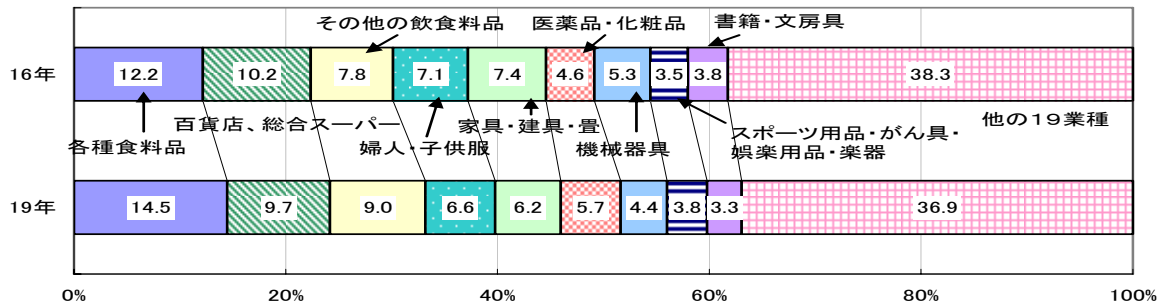 その他の飲食料品
医薬品・化粧品
書籍・文房具
16年
12.2
10.2
7.8
7.1
7.4
4.6
5.3
3.5
3.8
38.3
各種食料品
百貨店、総合スーパー
婦人・子供服
家具・建具・畳
機械器具
スポーツ用品・がん具・
娯楽用品・楽器
他の19業種
19年
14.5
9.7
9.0
6.6
6.2
5.7
4.4
3.8
3.3
36.9
0%
20%
40%
60%
80%
100%